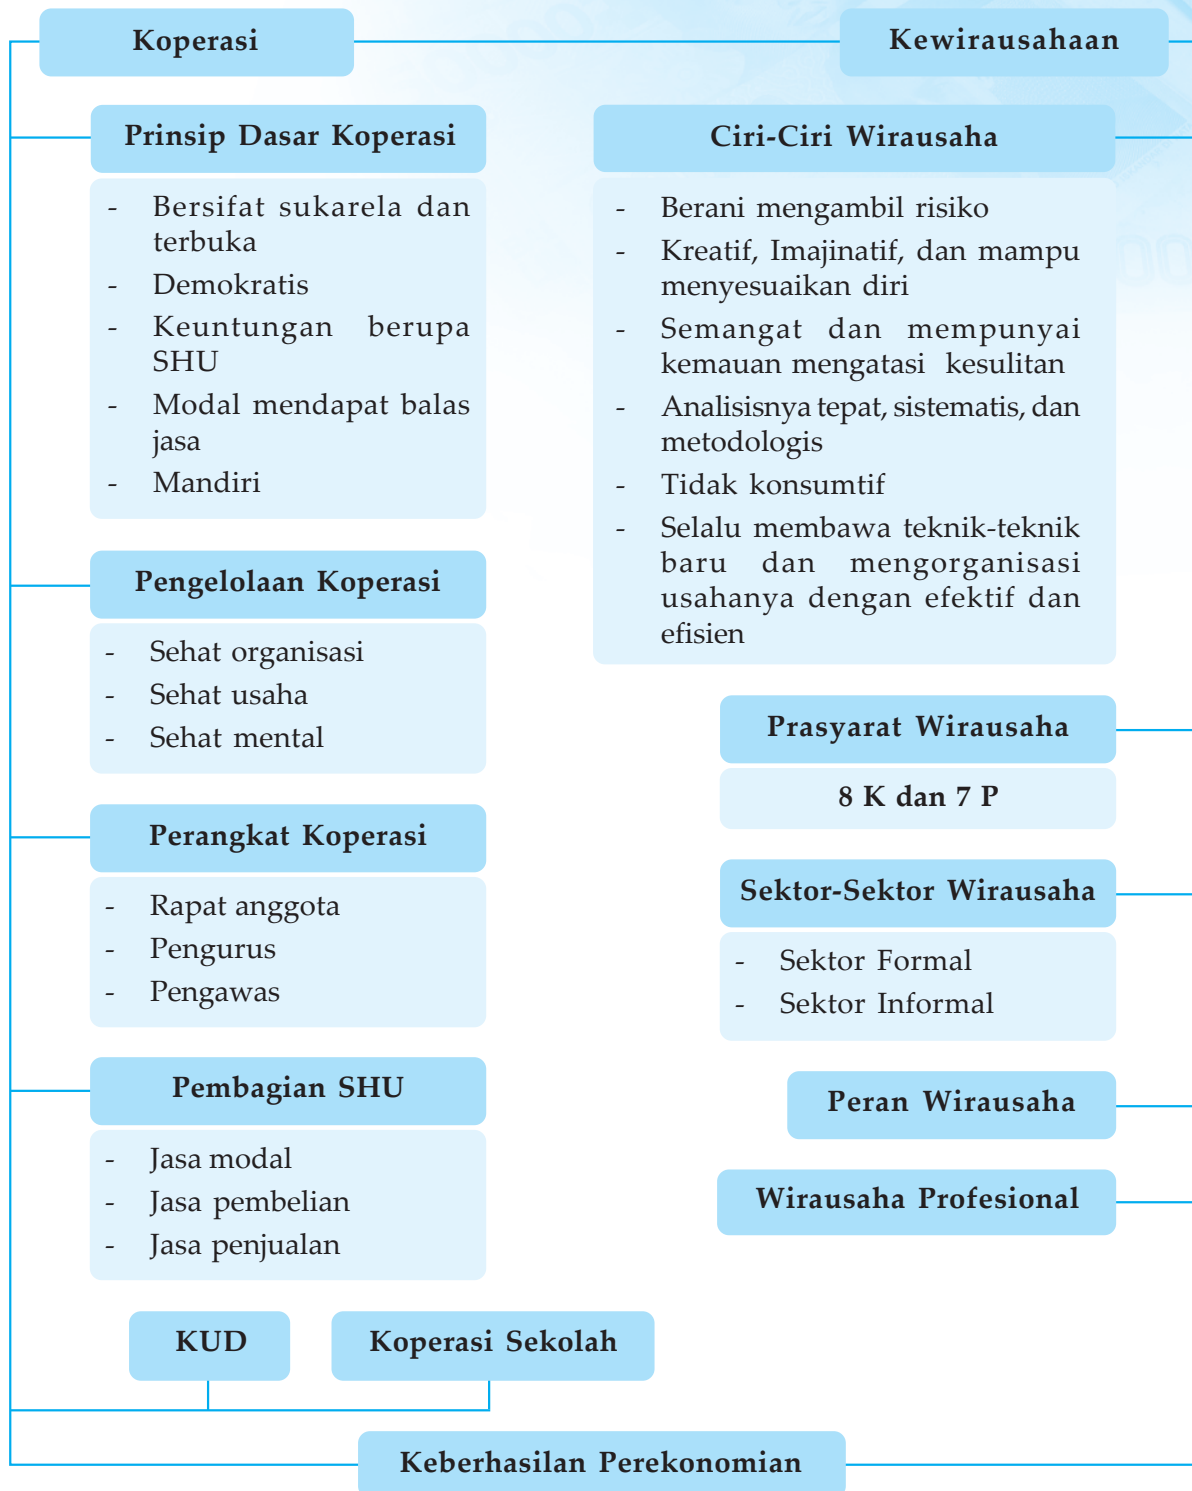 Koperasi
Kewirausahaan
Prinsip Dasar Koperasi
- Bersifat sukarela dan
terbuka
- Demokratis
- Keuntungan berupa
SHU
- Modal mendapat balas
jasa
- Mandiri
Pengelolaan Koperasi
- Sehat organisasi
- Sehat usaha
- Sehat mental
Perangkat Koperasi
- Rapat anggota
- Pengurus
- Pengawas
Pembagian SHU
- Jasa modal
- Jasa pembelian
- Jasa penjualan
KUD
Koperasi Sekolah
Ciri-Ciri Wirausaha
- Berani mengambil risiko
- Kreatif, Imajinatif, dan mampu
menyesuaikan diri
- Semangat dan mempunyai
kemauan mengatasi kesulitan
- Analisisnya tepat, sistematis, dan
metodologis
- Tidak konsumtif
- Selalu membawa teknik-teknik
baru dan mengorganisasi
usahanya dengan efektif dan
efisien
Prasyarat Wirausaha
8 K dan 7 P
Sektor-Sektor Wirausaha
- Sektor Formal
- Sektor Informal
Peran Wirausaha
Wirausaha Profesional
Keberhasilan Perekonomian